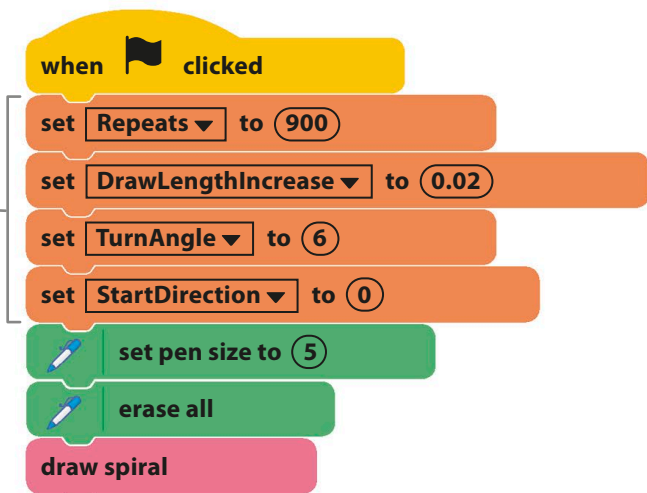 when clicked
set Repeats to 900
set DrawLengthIncrease to 0.02
set TurnAngle to 6
set StartDirection to 0
set pen size to 5
erase all
draw spiral